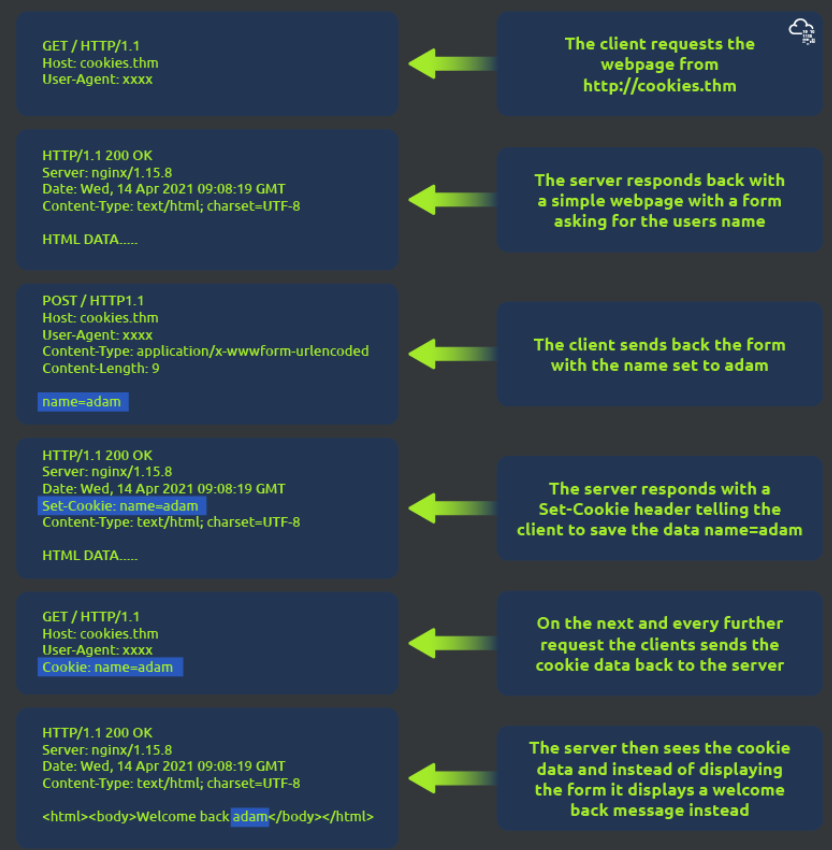 GET / HTTP/1.1
Host: cookies.thm
User-Agent: xxxx
The client requests the
webpage from
http://cookies.thm
HTTP/1.1 200 OK
Server: nginx/1.15.8
Date: Wed, 14 Apr 2021 09:08:19 GMT
Content-Type: text/html; charset=UTF-8
HTML DATA.....
The server responds back with
a simple webpage with a form
asking for the users name
POST / HTTP1.1
Host: cookies.thm
User-Agent: xxxx
Content-Type: application/x-wwwform-urlencoded
Content-Length: 9
name=adam
The client sends back the form
with the name set to adam
HTTP/1.1 200 OK
Server: nginx/1.15.8
Date: Wed, 14 Apr 2021 09:08:19 GMT
Set-Cookie: name=adam
Content-Type: text/html; charset=UTF-8
HTML DATA.....
The server responds with a
Set-Cookie header telling the
client to save the data name=adam
GET / HTTP/1.1
Host: cookies.thm
User-Agent: xxxx
Cookie: name=adam
On the next and every further
request the clients sends the
cookie data back to the server
HTTP/1.1 200 OK
Server: nginx/1.15.8
Date: Wed, 14 Apr 2021 09:08:19 GMT
Content-Type: text/html; charset=UTF-8
<html><body>Welcome back adam</body></html>
The server then sees the cookie
data and instead of displaying
the form it displays a welcome
back message instead